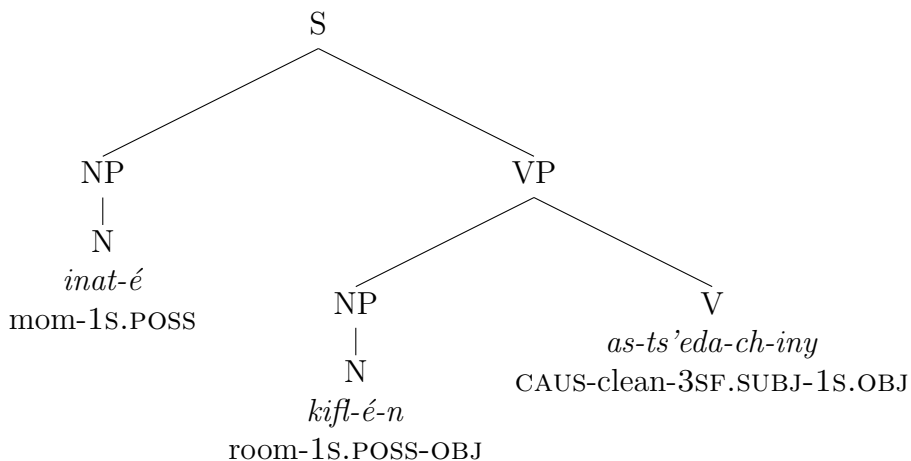 S
NP VP
N
inat-é
mom-1S.POSS
NP V
as-ts’eda-ch-iny
CAUS-clean-3SF.SUBJ-1S.OBJ
N
kifl-é-n
room-1S.POSS-OBJ